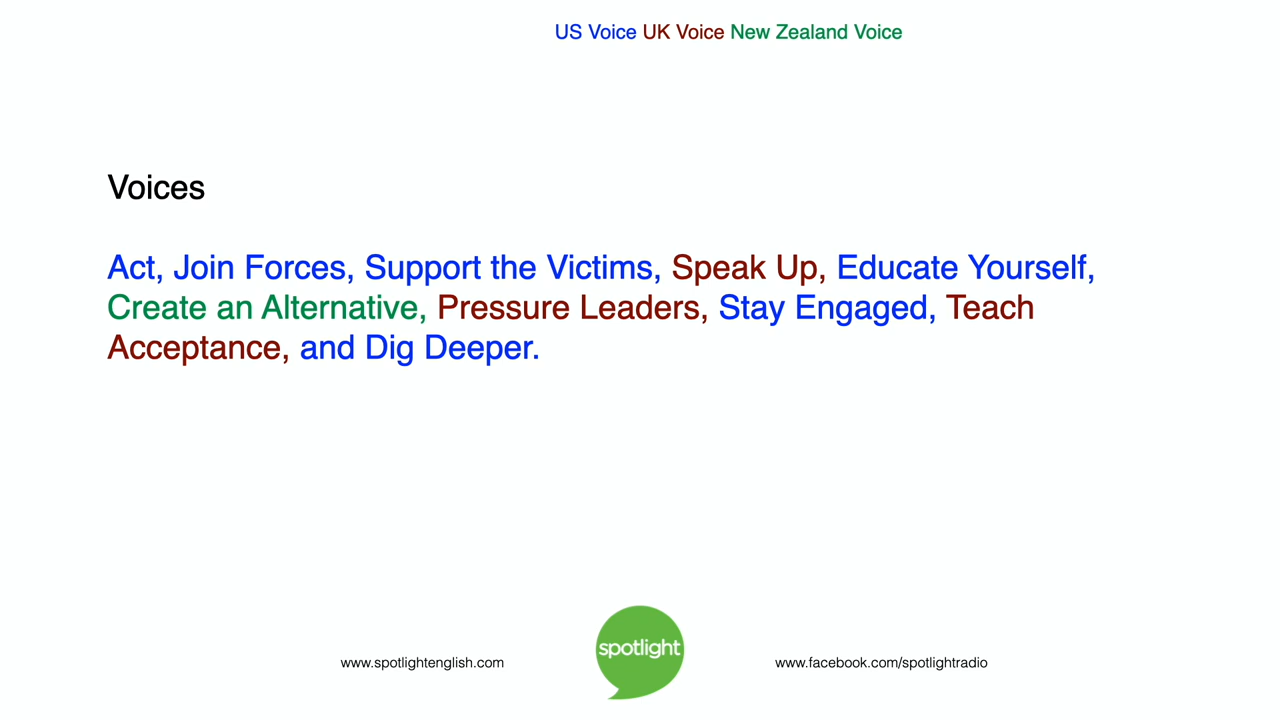 US Voice UK Voice New Zealand Voice
Voices
Act, Join Forces, Support the Victims, Speak Up, Educate Yourself,
Create an Alternative, Pressure Leaders, Stay Engaged, Teach
Acceptance, and Dig Deeper.
www.spotlightenglish.com
spotlight
www.facebook.com/spotlightradio